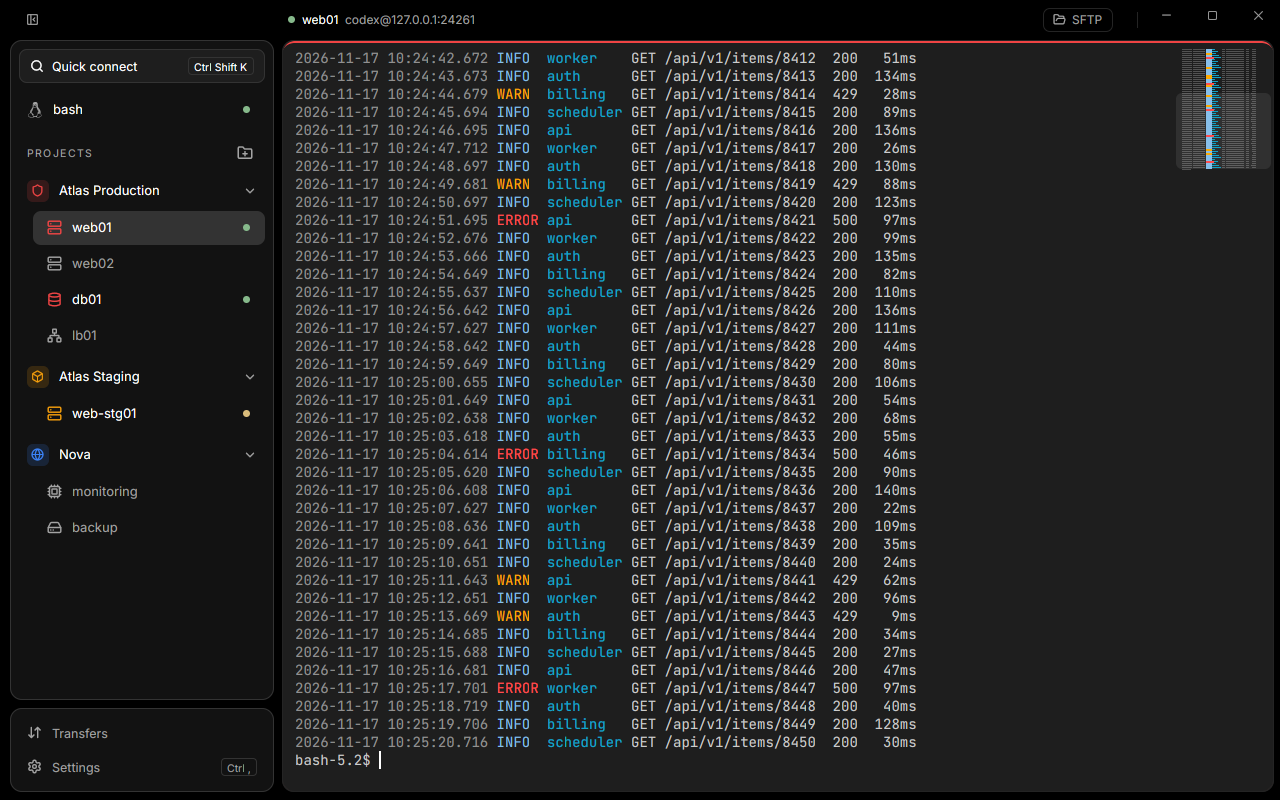 web01 codex@127.0.0.1:24261
SFTP
Quick connect Ctrl Shift K
bash
PROJECTS
Atlas Production
web01
web02
db01
lb01
Atlas Staging
web-stg01
Nova
monitoring
backup
Transfers
Settings Ctrl ,
2026-11-17 10:24:42.672 INFO worker GET /api/v1/items/8412 200 51ms
2026-11-17 10:24:43.673 INFO auth GET /api/v1/items/8413 200 134ms
2026-11-17 10:24:44.679 WARN billing GET /api/v1/items/8414 429 28ms
2026-11-17 10:24:45.694 INFO scheduler GET /api/v1/items/8415 200 89ms
2026-11-17 10:24:46.695 INFO api GET /api/v1/items/8416 200 136ms
2026-11-17 10:24:47.712 INFO worker GET /api/v1/items/8417 200 26ms
2026-11-17 10:24:48.697 INFO auth GET /api/v1/items/8418 200 130ms
2026-11-17 10:24:49.681 WARN billing GET /api/v1/items/8419 429 88ms
2026-11-17 10:24:50.697 INFO scheduler GET /api/v1/items/8420 200 123ms
2026-11-17 10:24:51.695 ERROR api GET /api/v1/items/8421 500 97ms
2026-11-17 10:24:52.676 INFO worker GET /api/v1/items/8422 200 99ms
2026-11-17 10:24:53.666 INFO auth GET /api/v1/items/8423 200 135ms
2026-11-17 10:24:54.649 INFO billing GET /api/v1/items/8424 200 82ms
2026-11-17 10:24:55.637 INFO scheduler GET /api/v1/items/8425 200 110ms
2026-11-17 10:24:56.642 INFO api GET /api/v1/items/8426 200 136ms
2026-11-17 10:24:57.627 INFO worker GET /api/v1/items/8427 200 111ms
2026-11-17 10:24:58.642 INFO auth GET /api/v1/items/8428 200 44ms
2026-11-17 10:24:59.649 INFO billing GET /api/v1/items/8429 200 80ms
2026-11-17 10:25:00.655 INFO scheduler GET /api/v1/items/8430 200 106ms
2026-11-17 10:25:01.649 INFO api GET /api/v1/items/8431 200 54ms
2026-11-17 10:25:02.638 INFO worker GET /api/v1/items/8432 200 68ms
2026-11-17 10:25:03.618 INFO auth GET /api/v1/items/8433 200 55ms
2026-11-17 10:25:04.614 ERROR billing GET /api/v1/items/8434 500 46ms
2026-11-17 10:25:05.620 INFO scheduler GET /api/v1/items/8435 200 90ms
2026-11-17 10:25:06.608 INFO api GET /api/v1/items/8436 200 140ms
2026-11-17 10:25:07.627 INFO worker GET /api/v1/items/8437 200 22ms
2026-11-17 10:25:08.636 INFO auth GET /api/v1/items/8438 200 109ms
2026-11-17 10:25:09.641 INFO billing GET /api/v1/items/8439 200 35ms
2026-11-17 10:25:10.651 INFO scheduler GET /api/v1/items/8440 200 24ms
2026-11-17 10:25:11.643 WARN api GET /api/v1/items/8441 429 62ms
2026-11-17 10:25:12.651 INFO worker GET /api/v1/items/8442 200 96ms
2026-11-17 10:25:13.669 WARN auth GET /api/v1/items/8443 429 9ms
2026-11-17 10:25:14.685 INFO billing GET /api/v1/items/8444 200 34ms
2026-11-17 10:25:15.688 INFO scheduler GET /api/v1/items/8445 200 27ms
2026-11-17 10:25:16.681 INFO api GET /api/v1/items/8446 200 47ms
2026-11-17 10:25:17.701 ERROR worker GET /api/v1/items/8447 500 97ms
2026-11-17 10:25:18.719 INFO auth GET /api/v1/items/8448 200 40ms
2026-11-17 10:25:19.706 INFO billing GET /api/v1/items/8449 200 128ms
2026-11-17 10:25:20.716 INFO scheduler GET /api/v1/items/8450 200 30ms
bash-5.2$